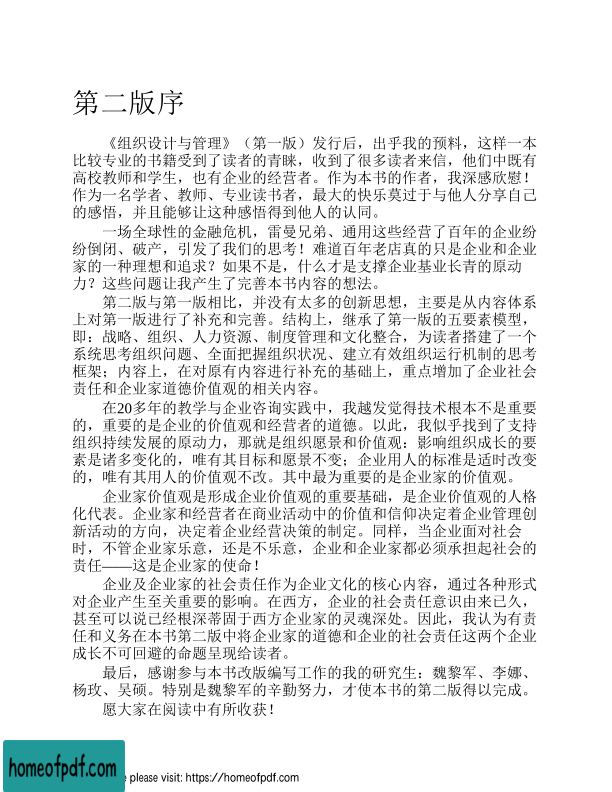 第二版序
《组织设计与管理》（第一版）发行后，出乎我的预料，这样一本
比较专业的书籍受到了读者的青睐，收到了很多读者来信，他们中既有
高校教师和学生，也有企业的经营者。作为本书的作者，我深感欣慰！
作为一名学者、教师、专业读书者，最大的快乐莫过于与他人分享自己
的感悟，并且能够让这种感悟得到他人的认同。
一场全球性的金融危机，雷曼兄弟、通用这些经营了百年的企业纷
纷倒闭、破产，引发了我们的思考！难道百年老店真的只是企业和企业
家的一种理想和追求？如果不是，什么才是支撑企业基业长青的原动
力？这些问题让我产生了完善本书内容的想法。
第二版与第一版相比，并没有太多的创新思想，主要是从内容体系
上对第一版进行了补充和完善。结构上，继承了第一版的五要素模型，
即：战略、组织、人力资源、制度管理和文化整合，为读者搭建了一个
系统思考组织问题、全面把握组织状况、建立有效组织运行机制的思考
框架；内容上，在对原有内容进行补充的基础上，重点增加了企业社会
责任和企业家道德价值观的相关内容。
在20多年的教学与企业咨询实践中，我越发觉得技术根本不是重要
的，重要的是企业的价值观和经营者的道德。以此，我似乎找到了支持
组织持续发展的原动力，那就是组织愿景和价值观：影响组织成长的要
素是诸多变化的，唯有其目标和愿景不变；企业用人的标准是适时改变
的，唯有其用人的价值观不改。其中最为重要的是企业家的价值观。
企业家价值观是形成企业价值观的重要基础，是企业价值观的人格
化代表。企业家和经营者在商业活动中的价值和信仰决定着企业管理创
新活动的方向，决定着企业经营决策的制定。同样，当企业面对社会
时，不管企业家乐意，还是不乐意，企业和企业家都必须承担起社会的
责任——这是企业家的使命！
企业及企业家的社会责任作为企业文化的核心内容，通过各种形式
对企业产生至关重要的影响。在西方，企业的社会责任意识由来已久，
甚至可以说已经根深蒂固于西方企业家的灵魂深处。因此，我认为有责
任和义务在本书第二版中将企业家的道德和企业的社会责任这两个企业
成长不可回避的命题呈现给读者。
最后，感谢参与本书改版编写工作的我的研究生：魏黎军、李娜、
杨玫、吴硕。特别是魏黎军的辛勤努力，才使本书的第二版得以完成。
愿大家在阅读中有所收获！
homeofpdf.com
please visit: https://homeofpdf.com